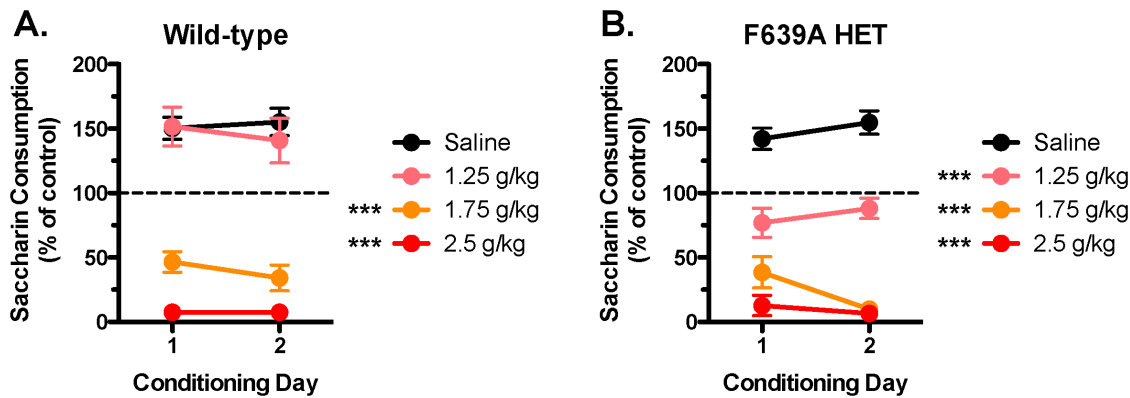 A.
Wild-type
Saccharin Consumption
(% of control)
200
150
100
50
0
1
2
Conditioning Day
Saline
1.25 g/kg
*** 1.75 g/kg
*** 2.5 g/kg
B.
F639A HET
Saccharin Consumption
(% of control)
200
150
100
50
0
1
2
Conditioning Day
Saline
*** 1.25 g/kg
*** 1.75 g/kg
*** 2.5 g/kg